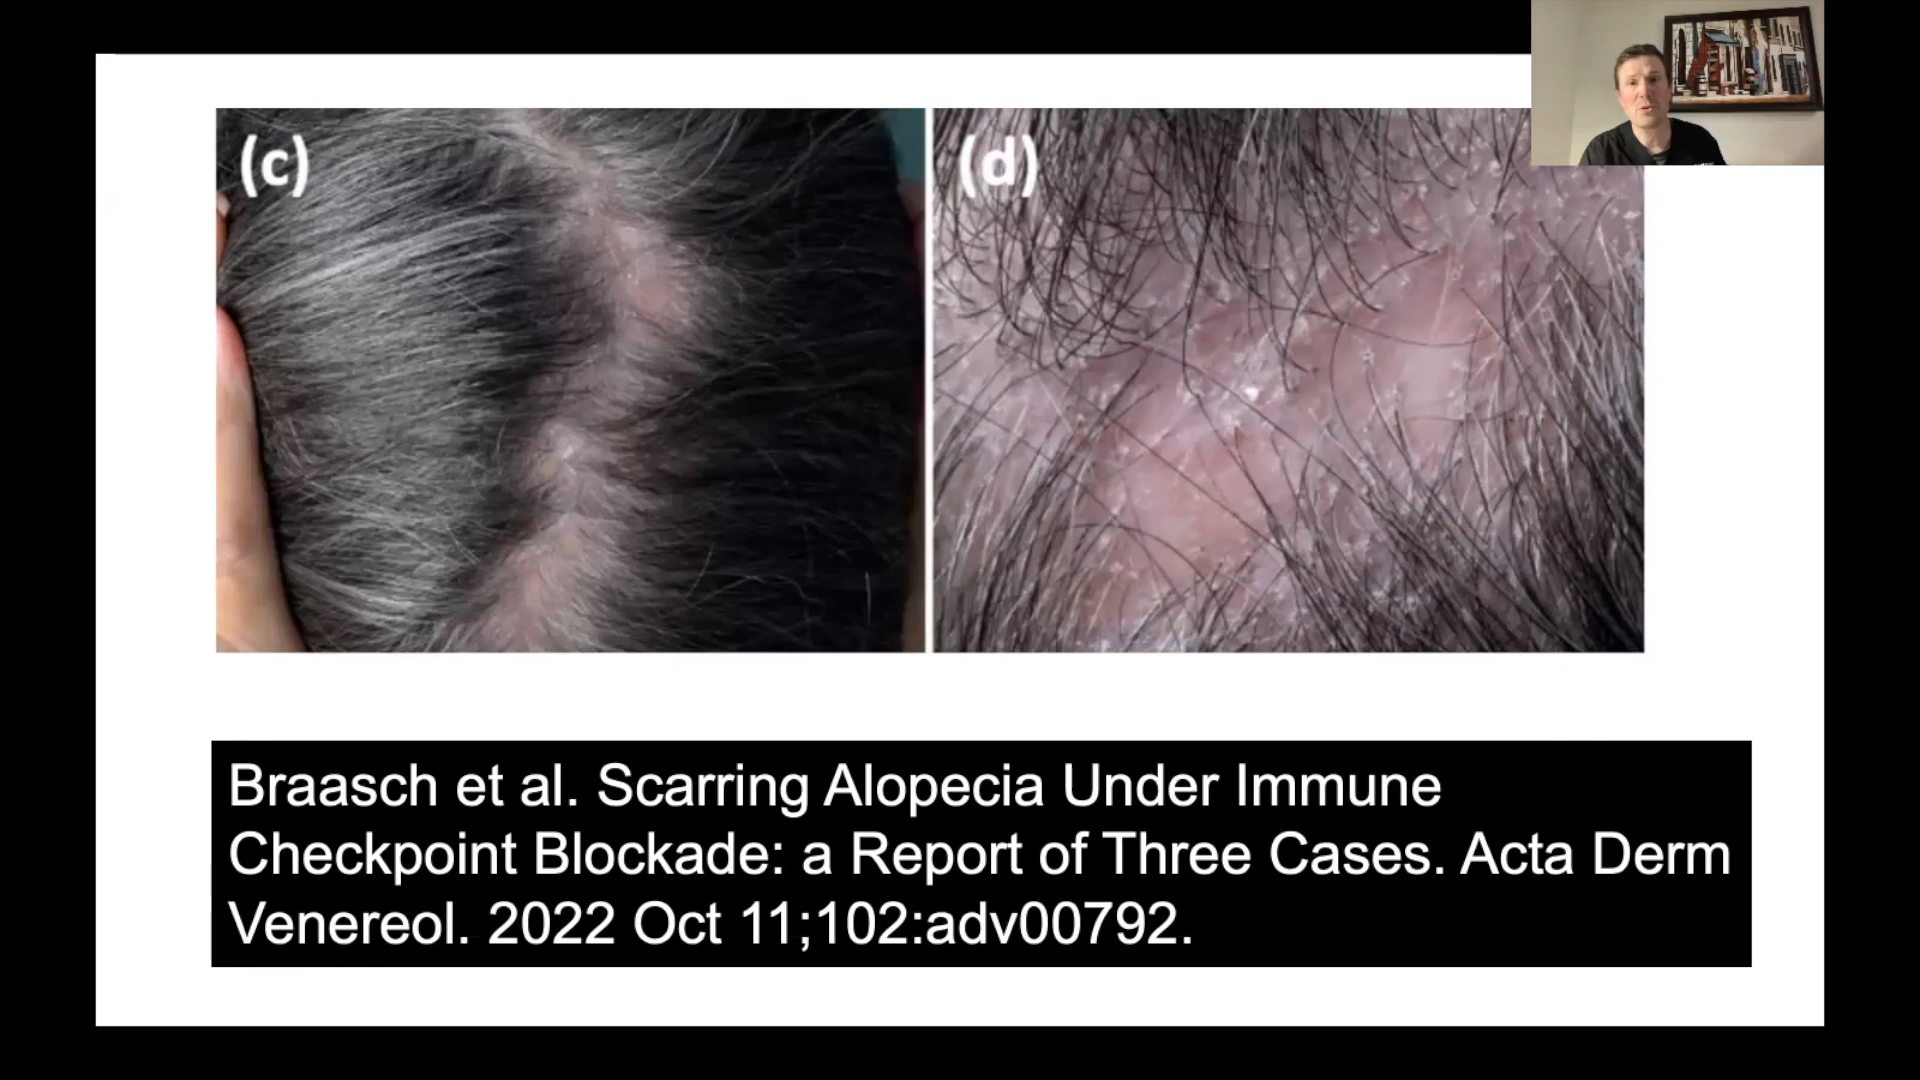 (c)
(d)
Braasch et al. Scarring Alopecia Under Immune
Checkpoint Blockade: a Report of Three Cases. Acta Derm
Venereol. 2022 Oct 11;102:adv00792.